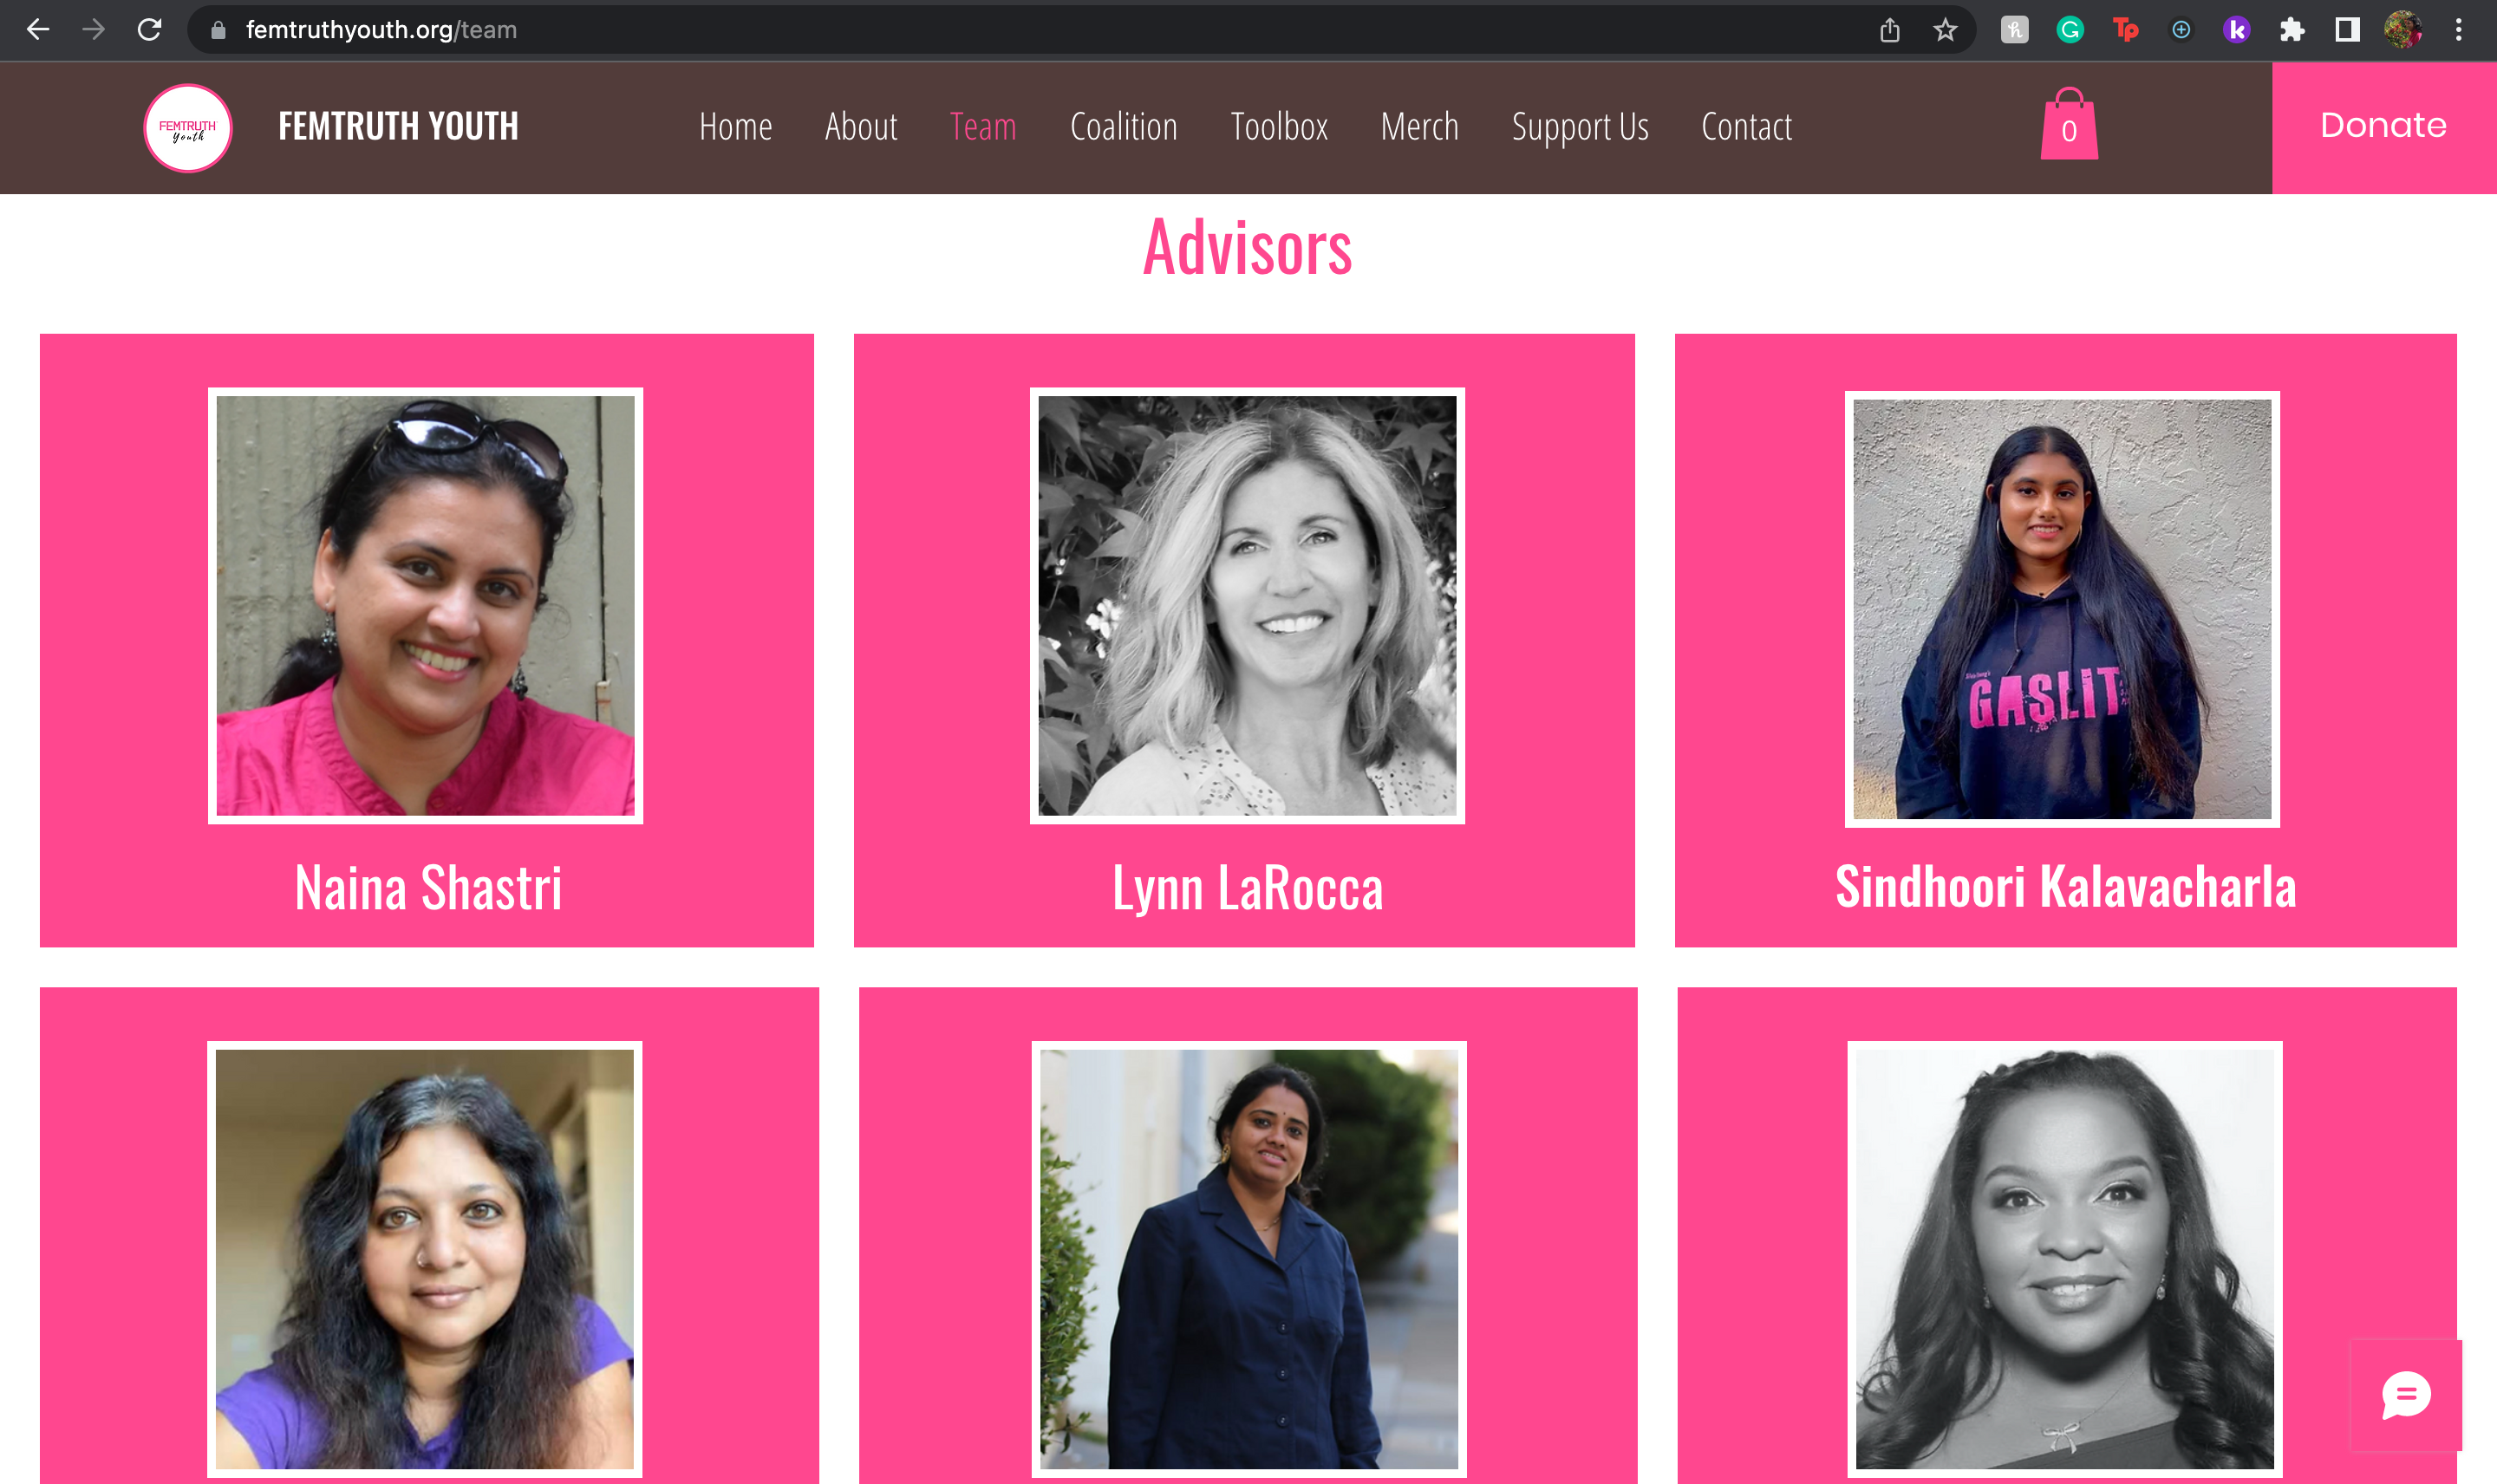 femtruthyouth.org/team
FEMTRUTH
Youth
FEMTRUTH YOUTH
Home
About
Team
Coalition
Toolbox
Merch
Support Us
Contact
0
Donate
Advisors
GASLIT
Naina Shastri
Lynn LaRocca
Sindhoori Kalavacharla